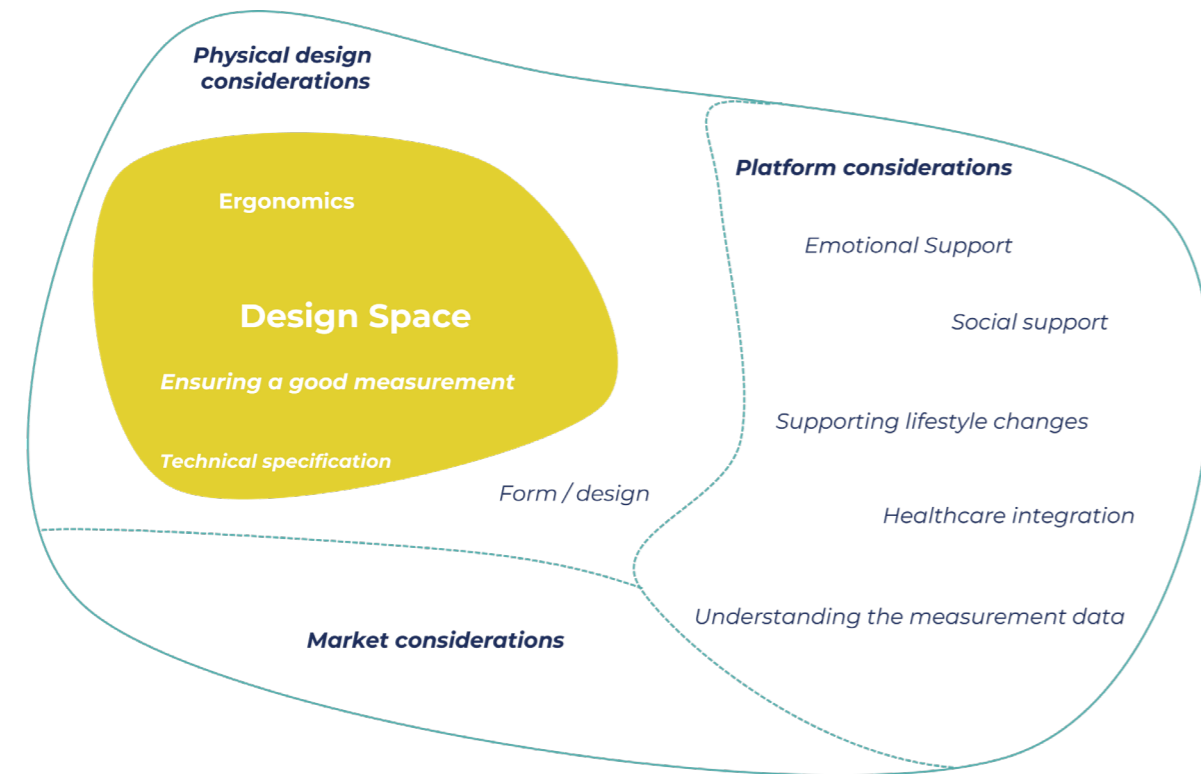 Physical design
considerations
Ergonomics
Design Space
Ensuring a good measurement
Technical specification
Form / design
Market considerations
Platform considerations
Emotional Support
Social support
Supporting lifestyle changes
Healthcare integration
Understanding the measurement data